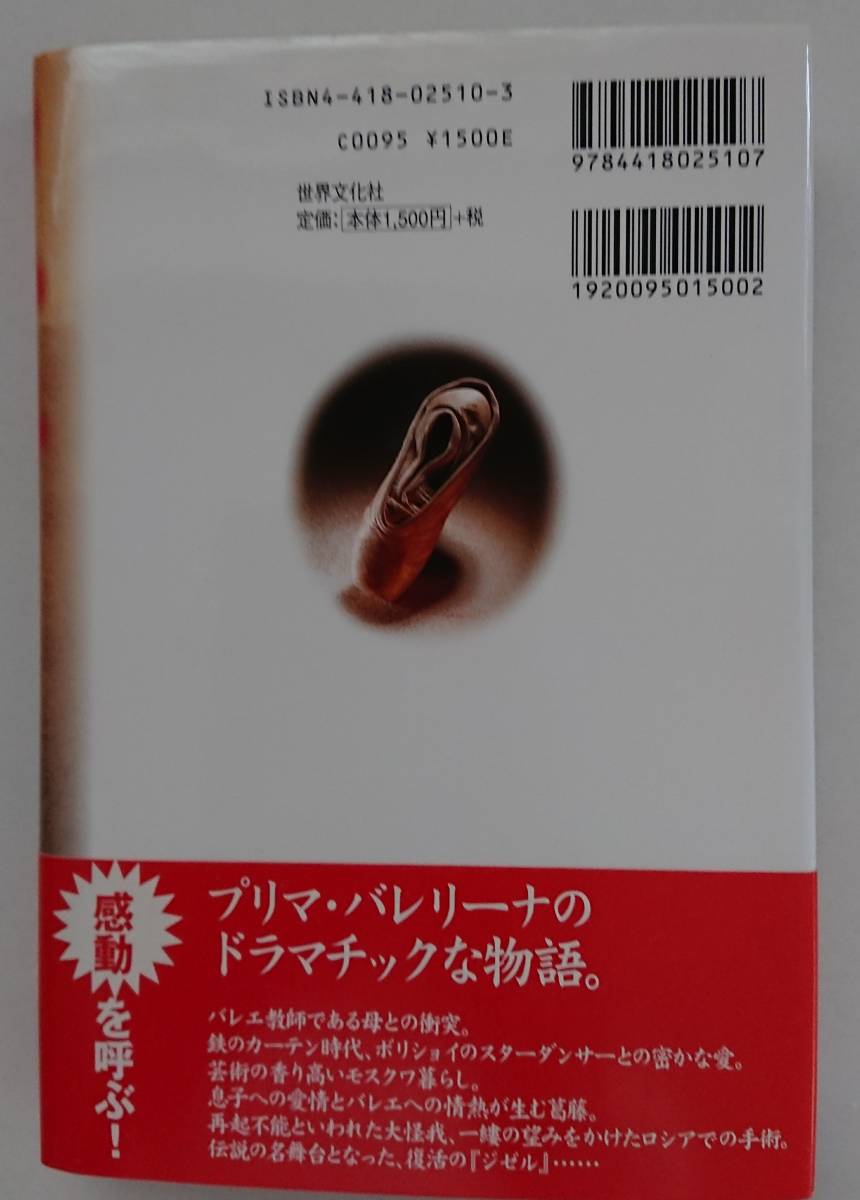 ISBN4-418-02510-3
C0095 ¥1500E
世界文化社
定価:本体1,500円+税
9784418025107
1920095015002
感動を呼ぶ!
プリマ・バレリーナの
ドラマチックな物語。
バレエ教師である母との衝突。
鉄のカーテン時代、ボリショイのスターダンサーとの密かな愛。
芸術の香り高いモスクワ暮らし。
息子への愛情とバレエへの情熱が生む葛藤。
再起不能といわれた大怪我、一縷の望みをかけたロシアでの手術。
伝説の名舞台となった、復活の『ジゼル』……